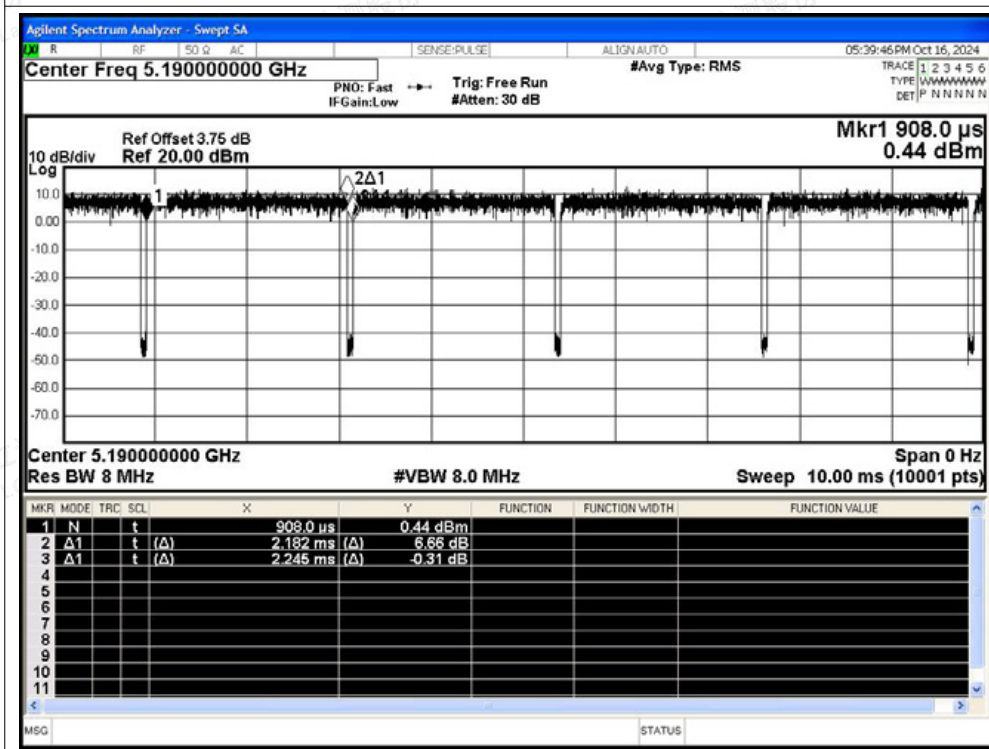 Agilent Spectrum Analyzer - Swept SA
R RF 50 Ω AC SENSE:PULSE ALIGN AUTO 05:39:46 PM Oct 16, 2024
Center Freq 5.190000000 GHz #Avg Type: RMS TRACE 1 2 3 4 5 6
PNO: Fast Trig: Free Run TYPE WWWWWW
IFGain:Low #Atten: 30 dB DET P N N N N N
Mkr1 908.0 µs
Ref Offset 3.75 dB
10 dB/div Ref 20.00 dBm 0.44 dBm
Log
2Δ1
10.0
1
0.00
-10.0
-20.0
-30.0
-40.0
-50.0
-60.0
-70.0
Center 5.190000000 GHz Span 0 Hz
Res BW 8 MHz #VBW 8.0 MHz Sweep 10.00 ms (10001 pts)
MKR MODE TRC SCL X Y FUNCTION FUNCTION WIDTH FUNCTION VALUE
1 N t 908.0 µs 0.44 dBm
2 Δ1 t (Δ) 2.182 ms (Δ) 6.66 dB
3 Δ1 t (Δ) 2.245 ms (Δ) -0.31 dB
4
5
6
7
8
9
10
11
MSG STATUS